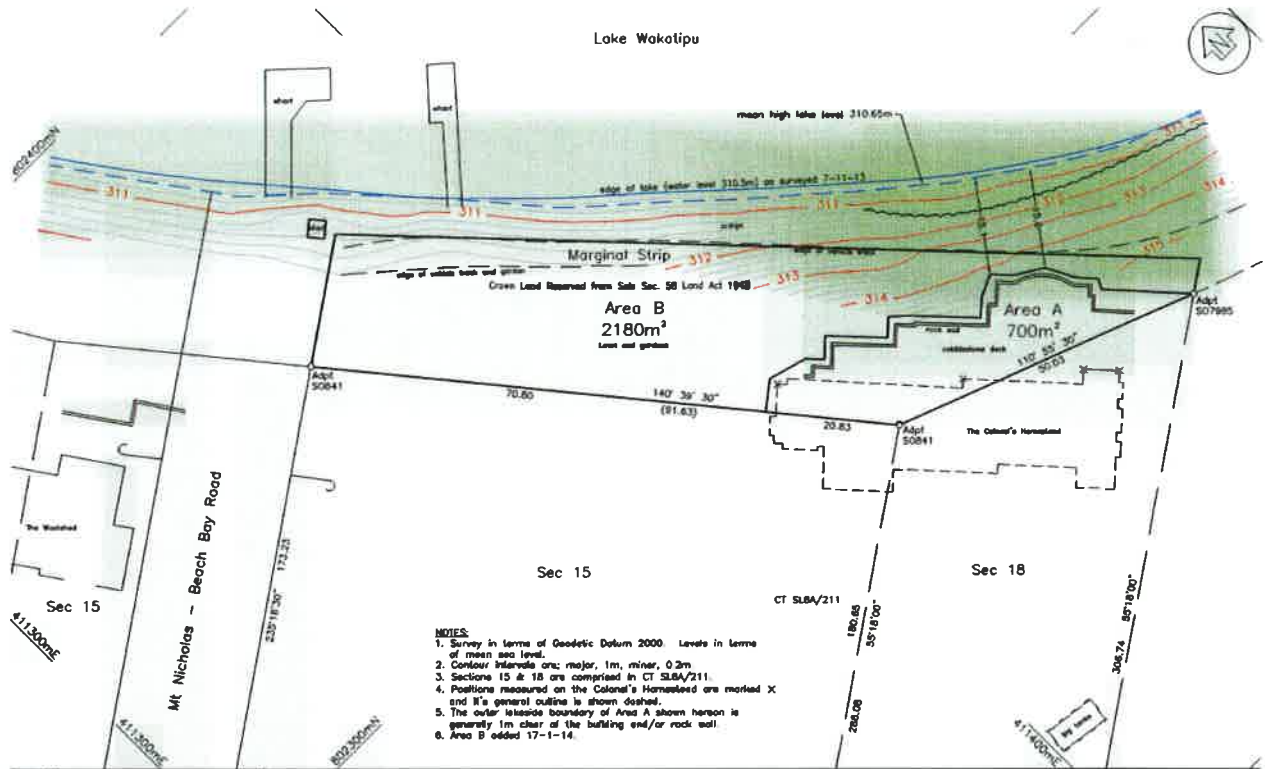 Lake Wakatipu
N
wharf
wharf
mean high lake level 310.65m
602400mN
edge of lake (water level 310.5m) as surveyed 7-11-13
311
311
311
311
312
313
314
315
Marginal Strip
312
313
314
edge of vehicle track and garden
Crown Land Reserved from Sale Sec. 58 Land Act 1948
Area B
2180m²
Lawn and gardens
Area A
700m²
rock and
cobblestone deck
110° 55' 30"
50.63
Adpt
SO7985
Adpt
SO841
70.80
140° 39' 30"
(91.63)
20.83
Adpt
SO841
The Colonel's Homestead
The Woolshed
Mt Nicholas - Beach Bay Road
235°18'30"
173.23
Sec 15
Sec 15
Sec 18
CT SL8A/211
180.65
55°18'00"
286.08
306.74
55°18'00"
411300mE
411300mE
602300mN
411400mE
NOTES:
1. Survey in terms of Geodetic Datum 2000. Levels in terms
of mean sea level.
2. Contour intervals are; major, 1m, minor, 0.2m
3. Sections 15 & 18 are comprised in CT SL8A/211.
4. Positions measured on the Colonel's Homestead are marked X
and it's general outline is shown dashed.
5. The outer lakeside boundary of Area A shown hereon is
generally 1m clear of the building and/or rock wall.
6. Area B added 17-1-14.